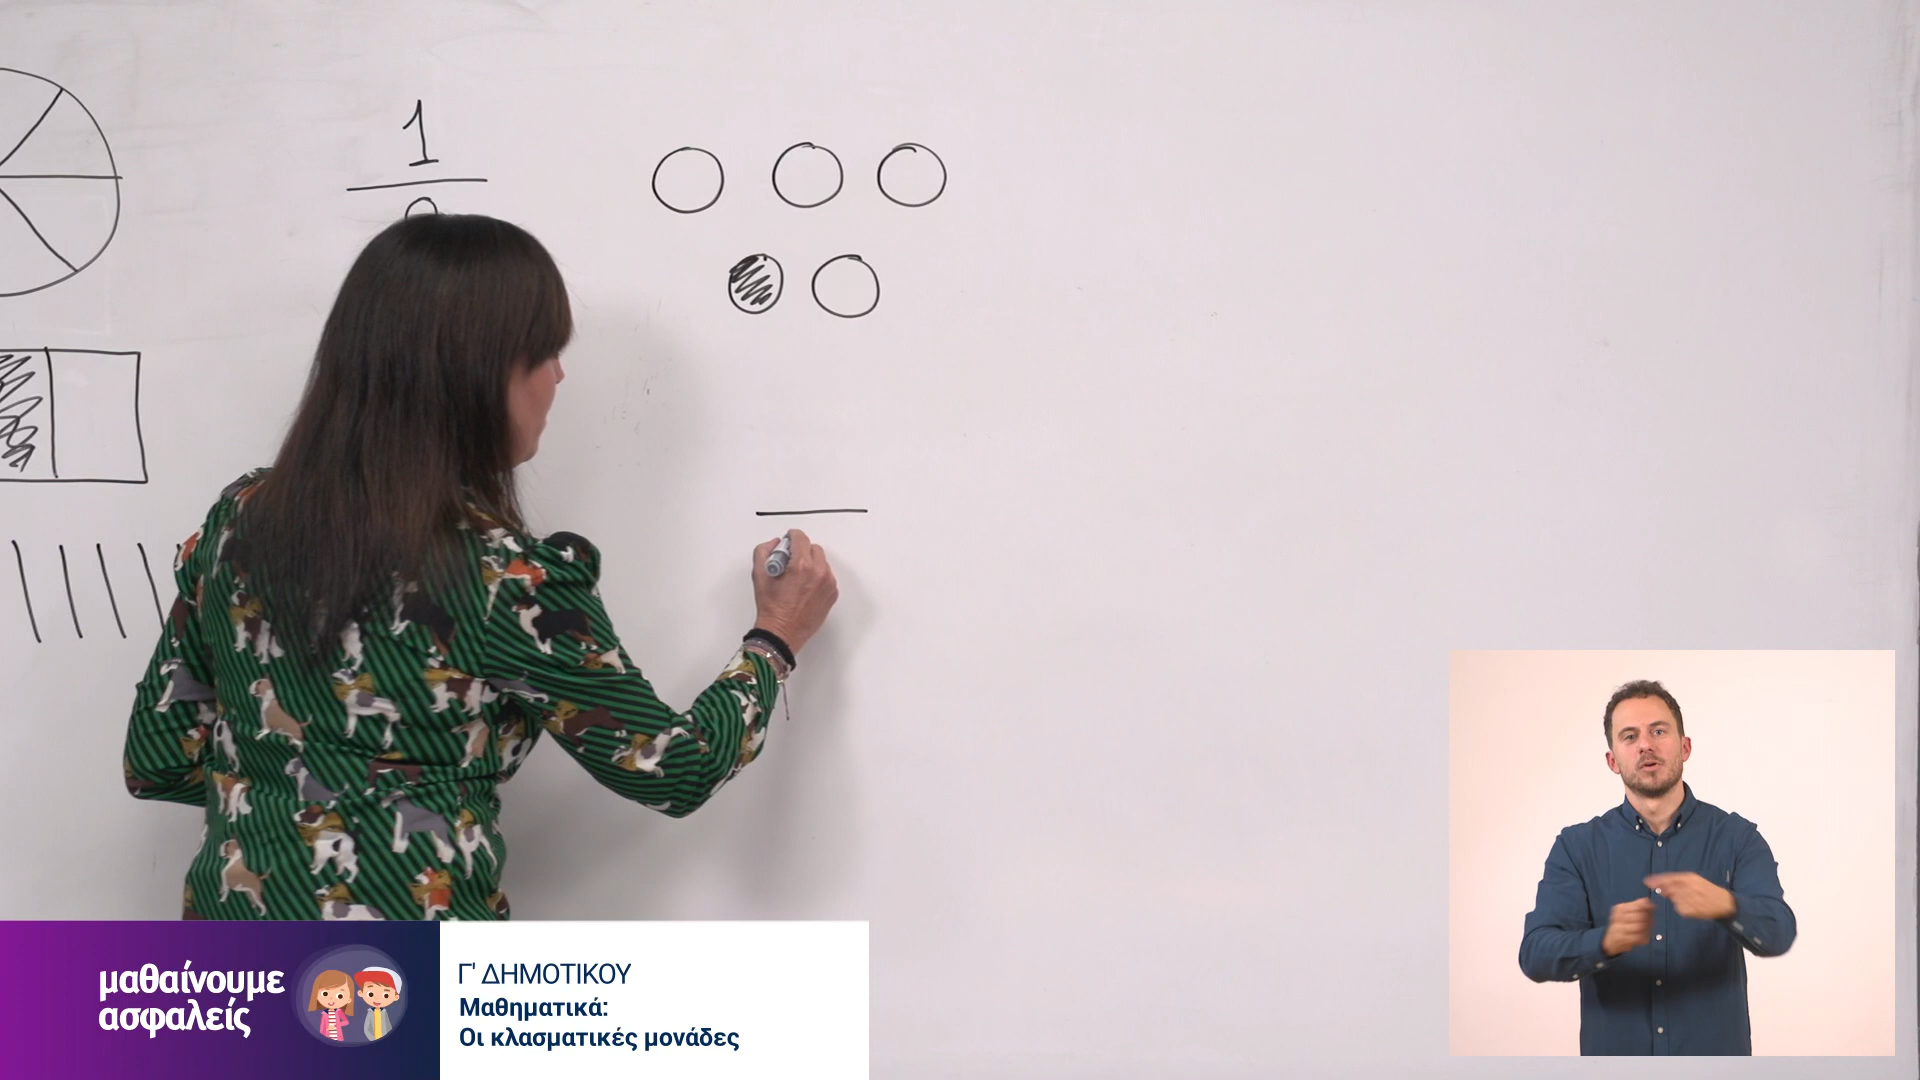 1
μαθαίνουμε
ασφαλείς
Γ' ΔΗΜΟΤΙΚΟΥ
Μαθηματικά:
Οι κλασματικές μονάδες